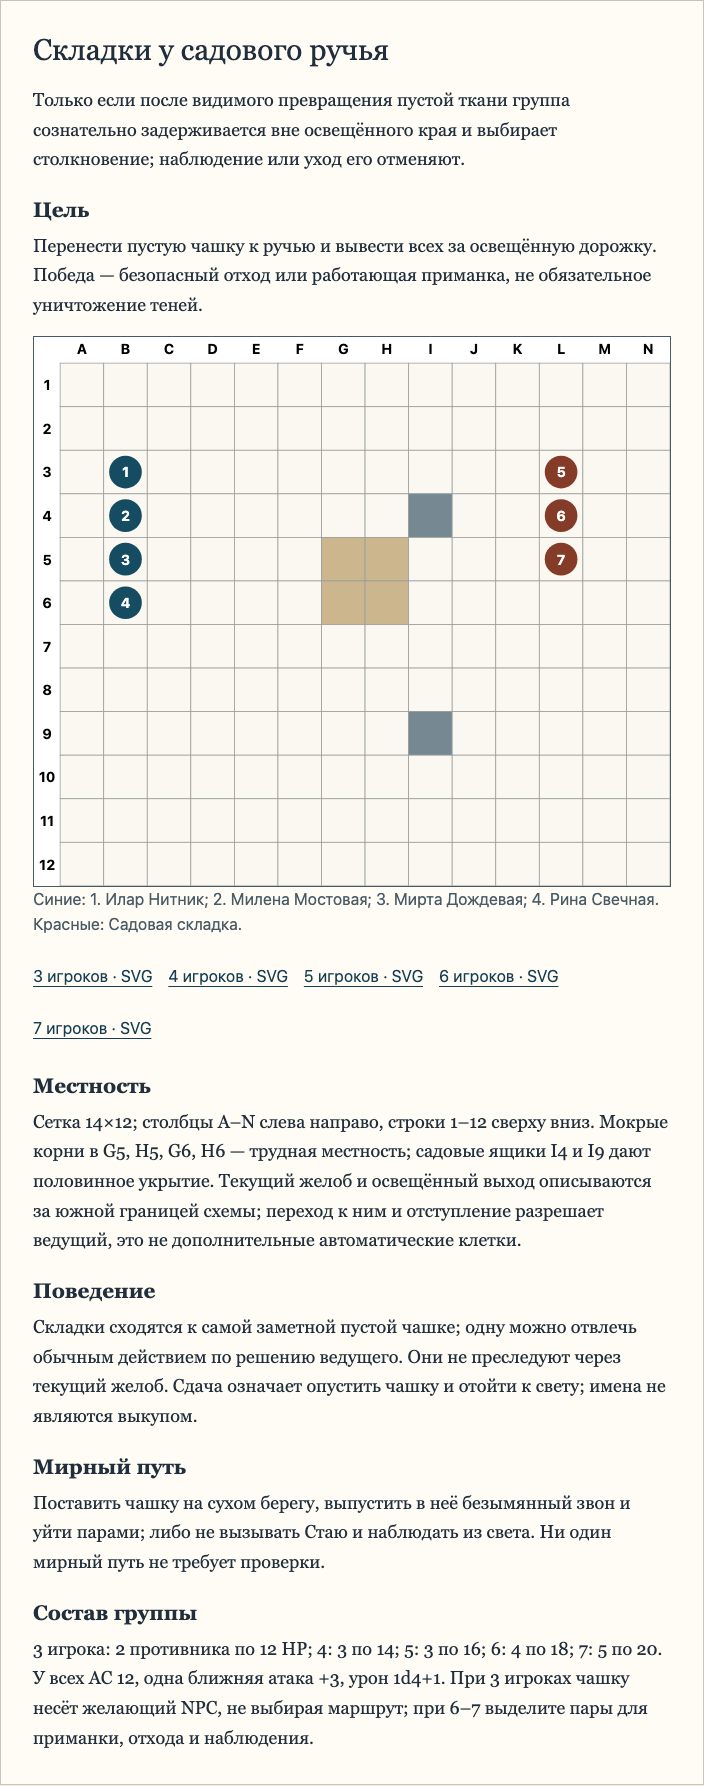 Складки у садового ручья
Только если после видимого превращения пустой ткани группа
сознательно задерживается вне освещённого края и выбирает
столкновение; наблюдение или уход его отменяют.
Цель
Перенести пустую чашку к ручью и вывести всех за освещённую дорожку.
Победа — безопасный отход или работающая приманка, не обязательное
уничтожение теней.
A B C D E F G H I J K L M N
1
2
3 1 5
4 2 6
5 3 7
6 4
7
8
9
10
11
12
Синие: 1. Илар Нитник; 2. Милена Мостовая; 3. Мирта Дождевая; 4. Рина Свечная.
Красные: Садовая складка.
3 игроков · SVG 4 игроков · SVG 5 игроков · SVG 6 игроков · SVG
7 игроков · SVG
Местность
Сетка 14×12; столбцы A–N слева направо, строки 1–12 сверху вниз. Мокрые
корни в G5, H5, G6, H6 — трудная местность; садовые ящики I4 и I9 дают
половинное укрытие. Текущий желоб и освещённый выход описываются
за южной границей схемы; переход к ним и отступление разрешает
ведущий, это не дополнительные автоматические клетки.
Поведение
Складки сходятся к самой заметной пустой чашке; одну можно отвлечь
обычным действием по решению ведущего. Они не преследуют через
текущий желоб. Сдача означает опустить чашку и отойти к свету; имена не
являются выкупом.
Мирный путь
Поставить чашку на сухом берегу, выпустить в неё безымянный звон и
уйти парами; либо не вызывать Стаю и наблюдать из света. Ни один
мирный путь не требует проверки.
Состав группы
3 игрока: 2 противника по 12 HP; 4: 3 по 14; 5: 3 по 16; 6: 4 по 18; 7: 5 по 20.
У всех AC 12, одна ближняя атака +3, урон 1d4+1. При 3 игроках чашку
несёт желающий NPC, не выбирая маршрут; при 6–7 выделите пары для
приманки, отхода и наблюдения.